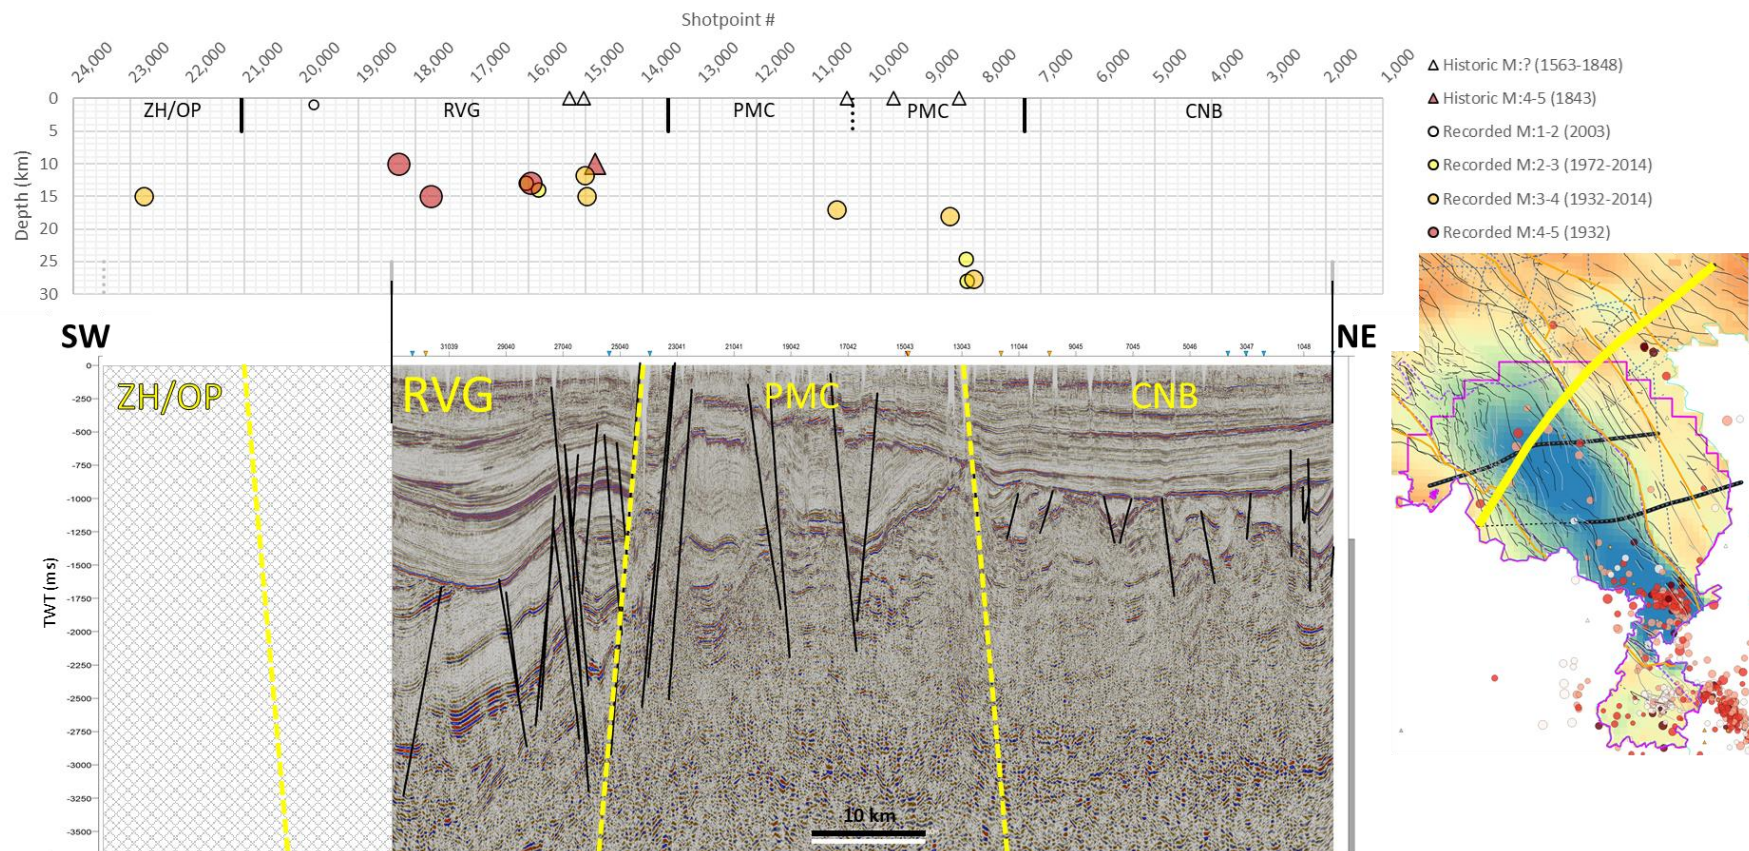 Shotpoint #
24,000 23,000 22,000 21,000 20,000 19,000 18,000 17,000 16,000 15,000 14,000 13,000 12,000 11,000 10,000 9,000 8,000 7,000 6,000 5,000 4,000 3,000 2,000 1,000
Depth (km)
0
5
10
15
20
25
30
ZH/OP RVG PMC PMC CNB
Historic M:? (1563-1848)
Historic M:4-5 (1843)
Recorded M:1-2 (2003)
Recorded M:2-3 (1972-2014)
Recorded M:3-4 (1932-2014)
Recorded M:4-5 (1932)
SW NE
31039 29040 27040 25040 23041 21041 19042 17042 15043 13043 11044 9045 7045 5046 3047 1048
TWT (ms)
0
-250
-500
-750
-1000
-1250
-1500
-1750
-2000
-2250
-2500
-2750
-3000
-3250
-3500
ZH/OP RVG PMC CNB
10 km